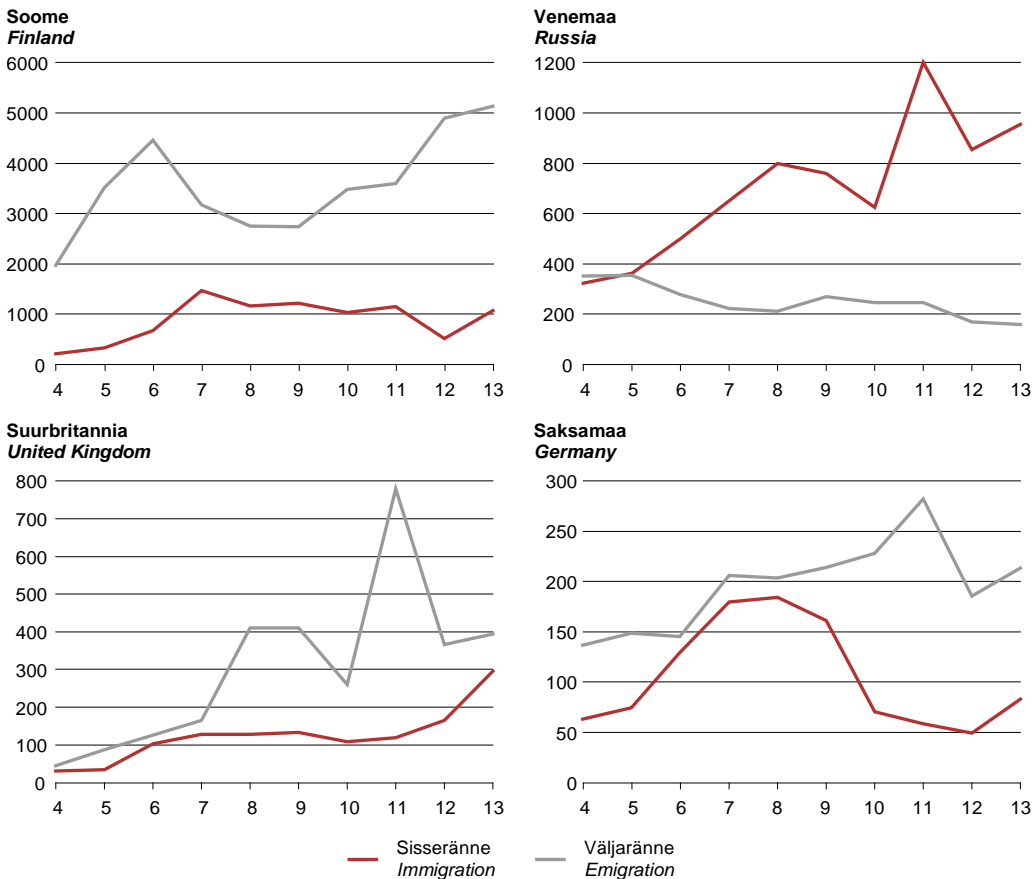 Soome
Finland
6000
5000
4000
3000
2000
1000
0
4 5 6 7 8 9 10 11 12 13
Venemaa
Russia
1200
1000
800
600
400
200
0
4 5 6 7 8 9 10 11 12 13
Suurbritannia
United Kingdom
800
700
600
500
400
300
200
100
0
4 5 6 7 8 9 10 11 12 13
Saksamaa
Germany
300
250
200
150
100
50
0
4 5 6 7 8 9 10 11 12 13
Sisseränne
Immigration
Väljaränne
Emigration